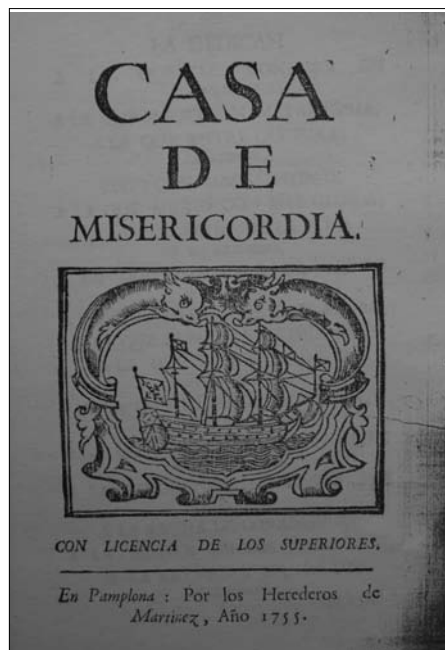 CASA
DE
MISERICORDIA.
CON LICENCIA DE LOS SUPERIORES.
En Pamplona : Por los Herederos de
Martinez, Año 1755.